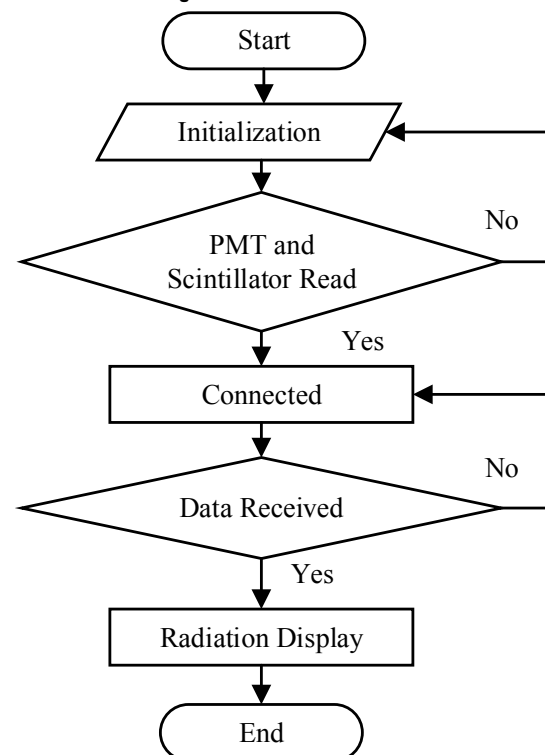 Start
Initialization
No
PMT and
Scintillator Read
Yes
Connected
No
Data Received
Yes
Radiation Display
End